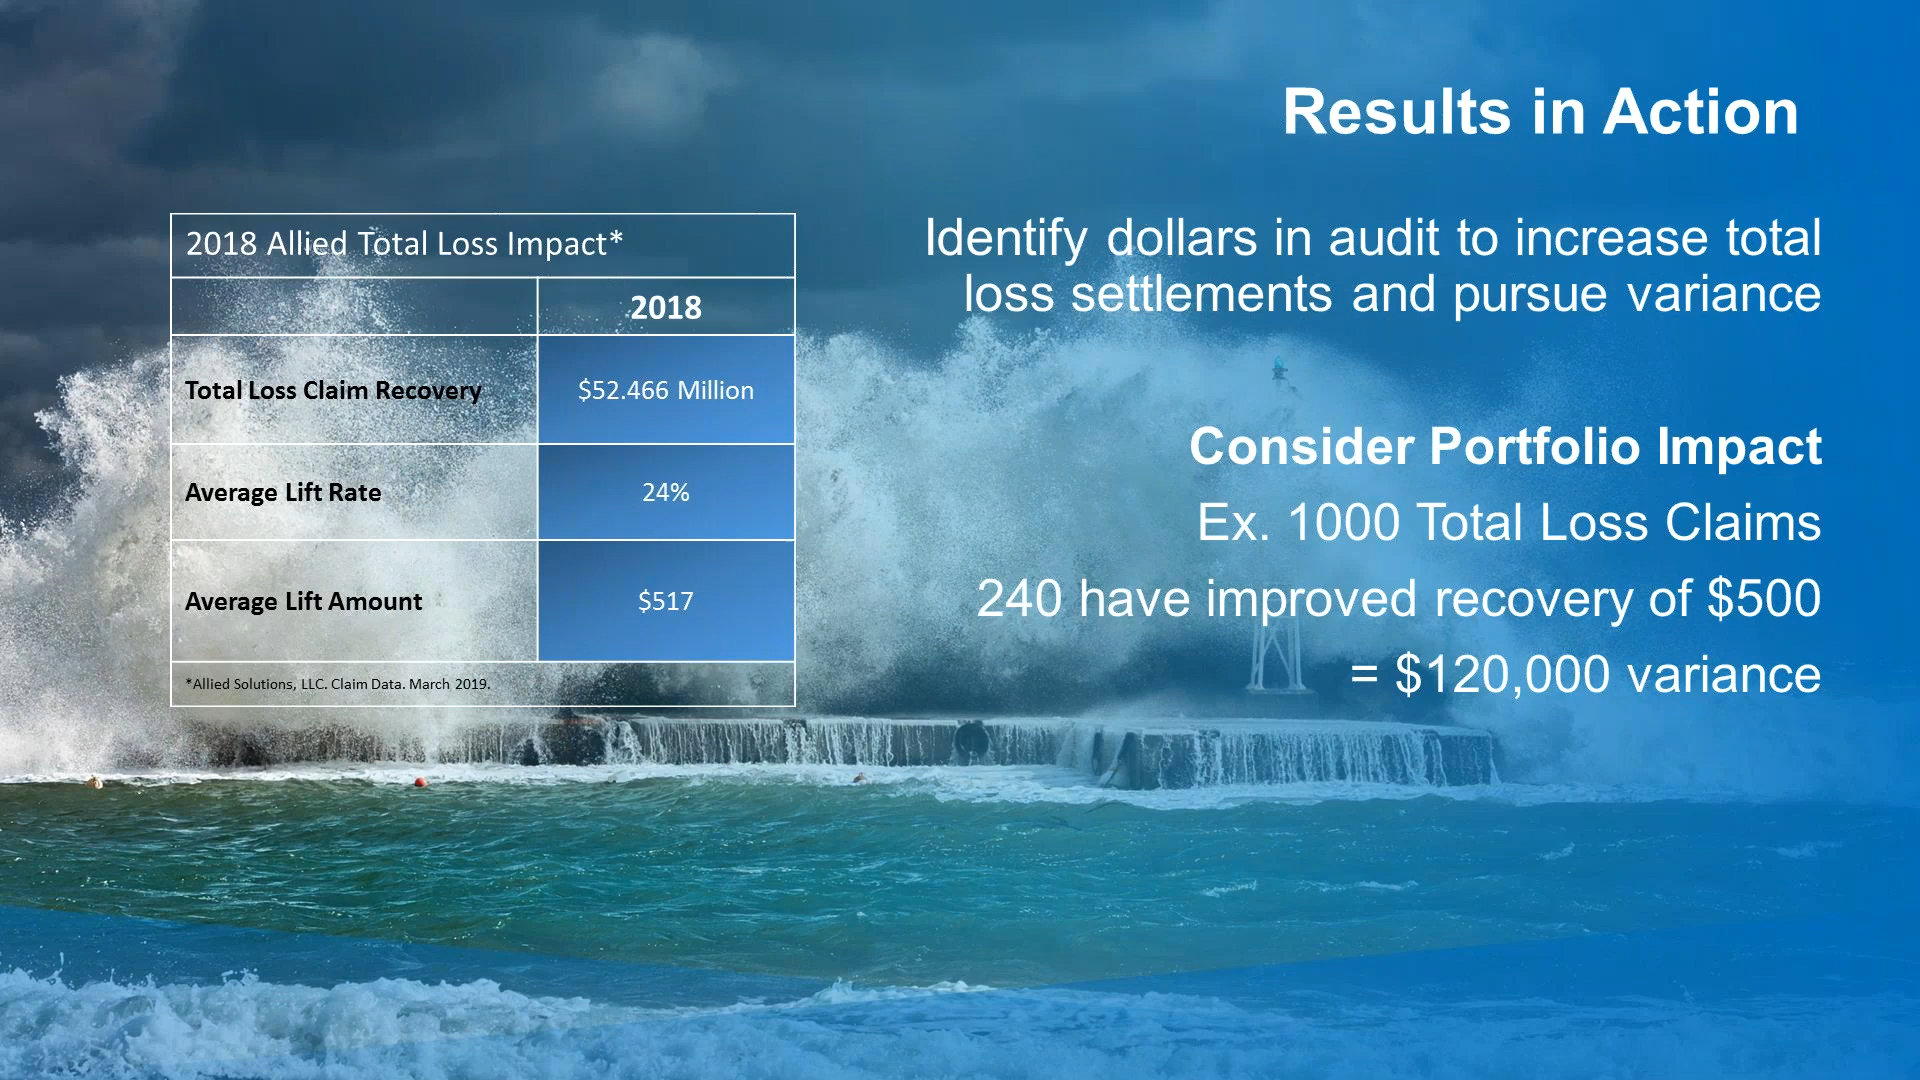 Results in Action
2018 Allied Total Loss Impact*
2018
Total Loss Claim Recovery
$52.466 Million
Average Lift Rate
24%
Average Lift Amount
$517
*Allied Solutions, LLC. Claim Data. March 2019.
Identify dollars in audit to increase total
loss settlements and pursue variance
Consider Portfolio Impact
Ex. 1000 Total Loss Claims
240 have improved recovery of $500
= $120,000 variance